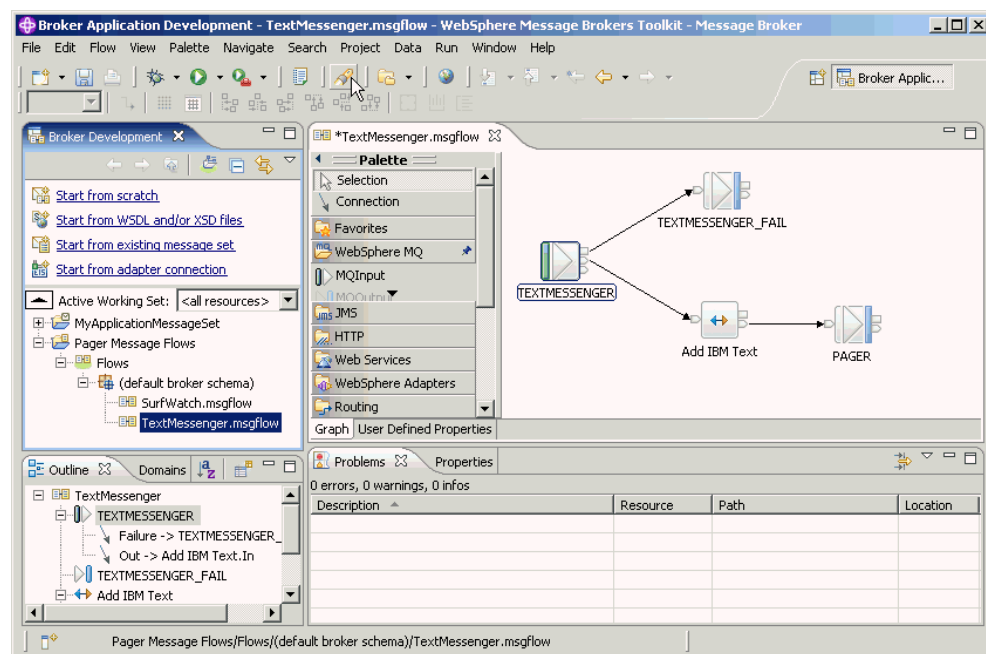 Broker Application Development - TextMessenger.msgflow - WebSphere Message Brokers Toolkit - Message Broker
File Edit Flow View Palette Navigate Search Project Data Run Window Help
Broker Applic...
Broker Development
Start from scratch
Start from WSDL and/or XSD files
Start from existing message set
Start from adapter connection
Active Working Set: <all resources>
MyApplicationMessageSet
Pager Message Flows
Flows
(default broker schema)
SurfWatch.msgflow
TextMessenger.msgflow
*TextMessenger.msgflow
Palette
Selection
Connection
Favorites
WebSphere MQ
MQInput
MQOutput
JMS
HTTP
Web Services
WebSphere Adapters
Routing
Graph User Defined Properties
TEXTMESSENGER_FAIL
TEXTMESSENGER
Add IBM Text
PAGER
Outline Domains
TextMessenger
TEXTMESSENGER
Failure -> TEXTMESSENGER_
Out -> Add IBM Text.In
TEXTMESSENGER_FAIL
Add IBM Text
Problems Properties
0 errors, 0 warnings, 0 infos
Description Resource Path Location
Pager Message Flows/Flows/(default broker schema)/TextMessenger.msgflow